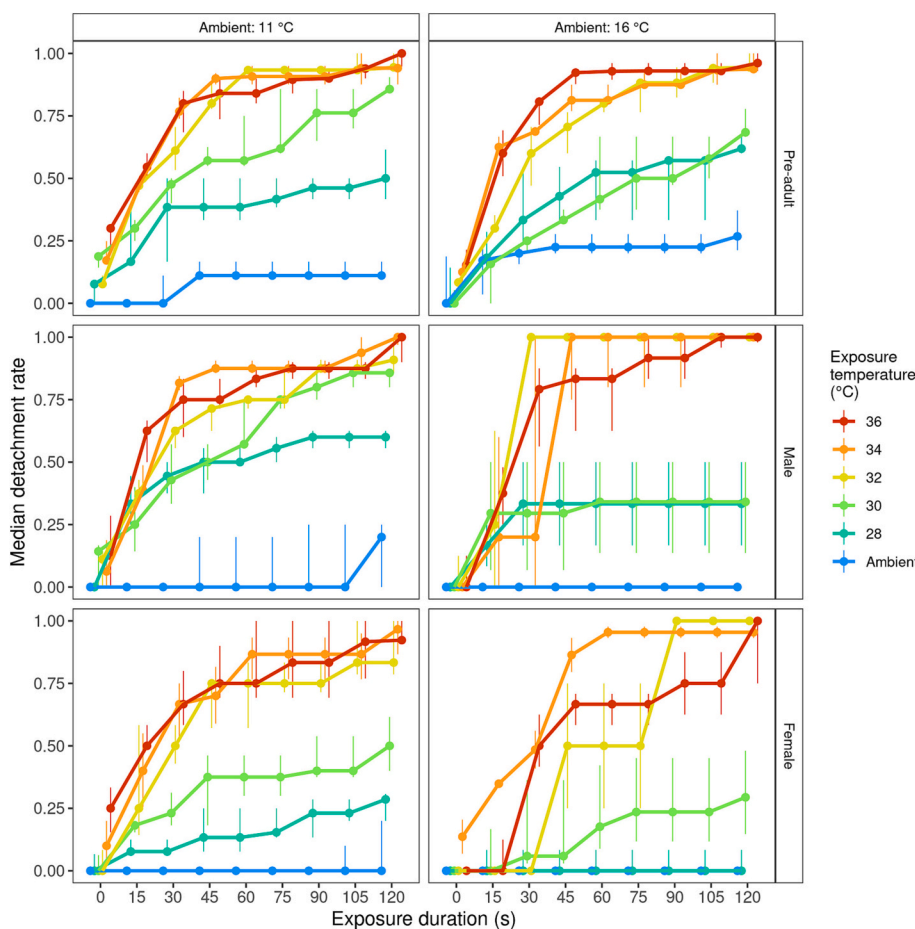 Ambient: 11 °C
Ambient: 16 °C
1.00
0.75
0.50
0.25
0.00
Pre-adult
1.00
0.75
0.50
0.25
0.00
Male
1.00
0.75
0.50
0.25
0.00
Female
Median detachment rate
0 15 30 45 60 75 90 105 120
0 15 30 45 60 75 90 105 120
Exposure duration (s)
Exposure
temperature
(°C)
36
34
32
30
28
Ambient